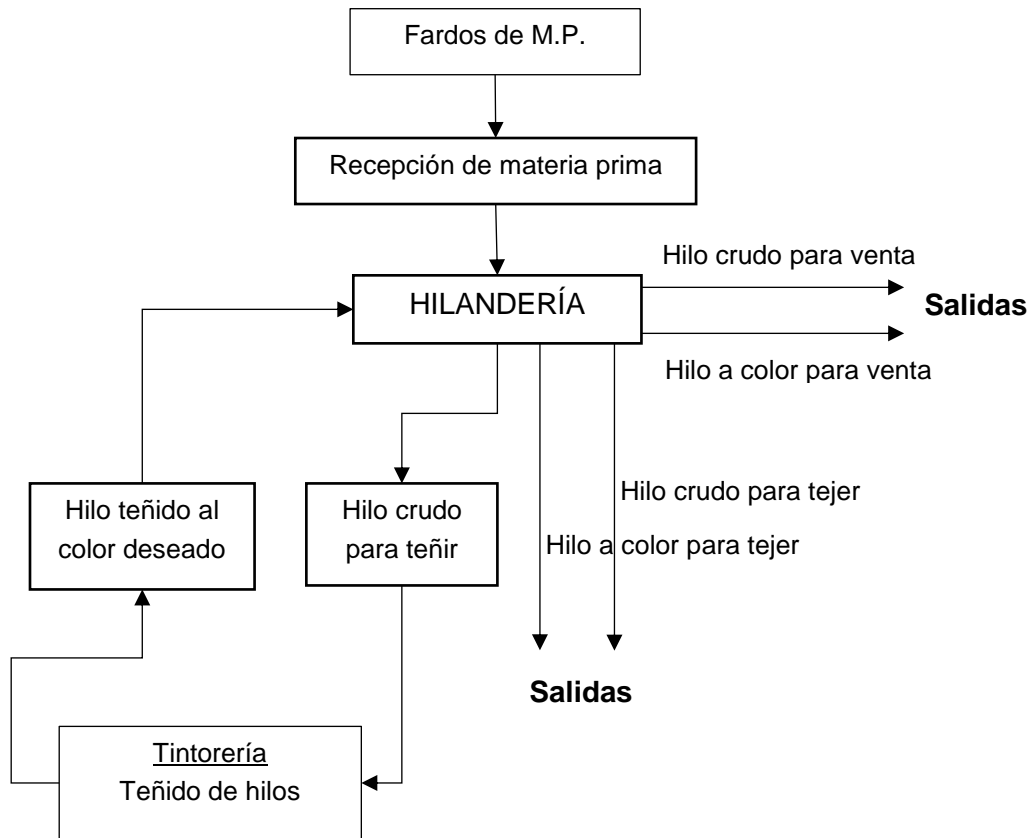 Fardos de M.P.
Recepción de materia prima
Hilo crudo para venta
HILANDERÍA
Salidas
Hilo a color para venta
Hilo teñido al
color deseado
Hilo crudo
para teñir
Hilo crudo para tejer
Hilo a color para tejer
Salidas
Tintorería
Teñido de hilos